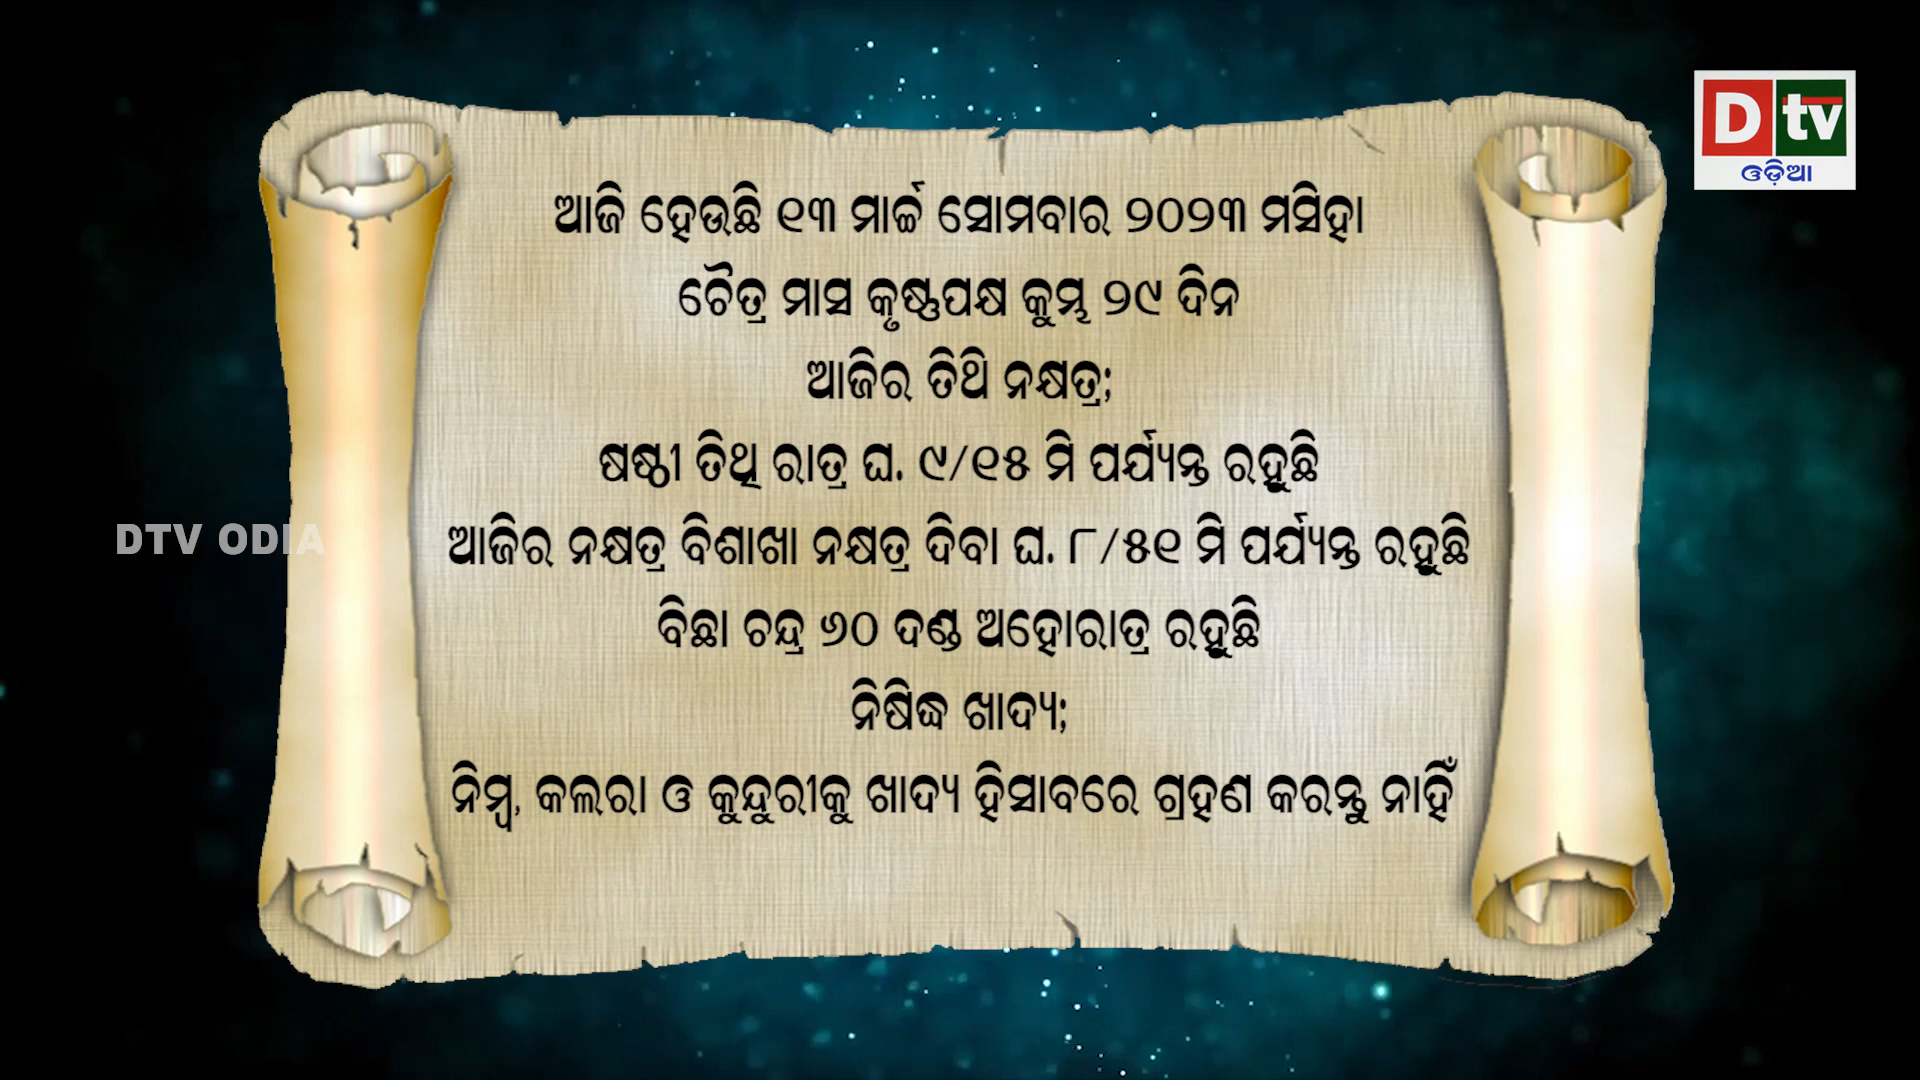 Dtv
ଓଡ଼ିଆ
ଆଜି ହେଉଛି ୧୩ ମାର୍ଚ୍ଚ ସୋମବାର ୨୦୨୩ ମସିହା
ଚୈତ୍ର ମାସ କୃଷ୍ଣପକ୍ଷ କୁମ୍ଭ ୨୯ ଦିନ
ଆଜିର ତିଥି ନକ୍ଷତ୍ର;
ଷଷ୍ଠୀ ତିଥି ରାତ୍ର ଘ. ୯/୧୫ ମି ପର୍ଯ୍ୟନ୍ତ ରହୁଛି
DTV ODIA
ଆଜିର ନକ୍ଷତ୍ର ବିଶାଖା ନକ୍ଷତ୍ର ଦିବା ଘ. ୮/୫୧ ମି ପର୍ଯ୍ୟନ୍ତ ରହୁଛି
ବିଛା ଚନ୍ଦ୍ର ୬୦ ଦଣ୍ଡ ଅହୋରାତ୍ର ରହୁଛି
ନିଷିଦ୍ଧ ଖାଦ୍ୟ;
ନିମ୍ବ, କଲରା ଓ କୁନ୍ଦୁରୀକୁ ଖାଦ୍ୟ ହିସାବରେ ଗ୍ରହଣ କରନ୍ତୁ ନାହିଁ